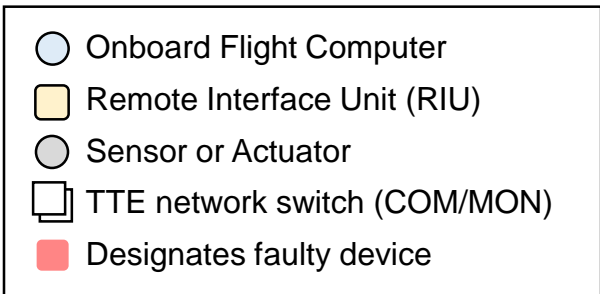 Onboard Flight Computer
Remote Interface Unit (RIU)
Sensor or Actuator
TTE network switch (COM/MON)
Designates faulty device